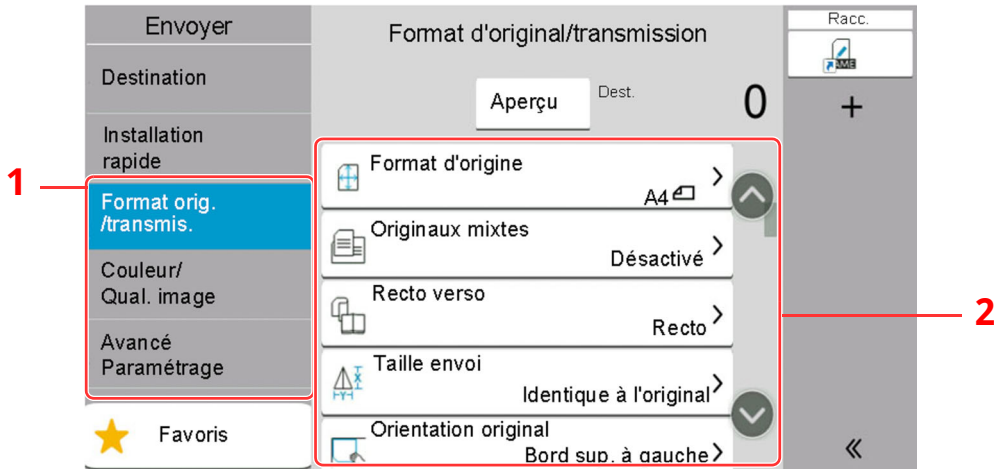 Envoyer
Destination
Installation
rapide
1
Format orig.
/transmis.
Couleur/
Qual. image
Avancé
Paramétrage
Favoris
Format d'original/transmission
Aperçu
Dest.
0
Format d'origine
A4
Originaux mixtes
Désactivé
Recto verso
Recto
Taille envoi
Identique à l'original
Orientation original
Bord sup. à gauche
2
Racc.
+